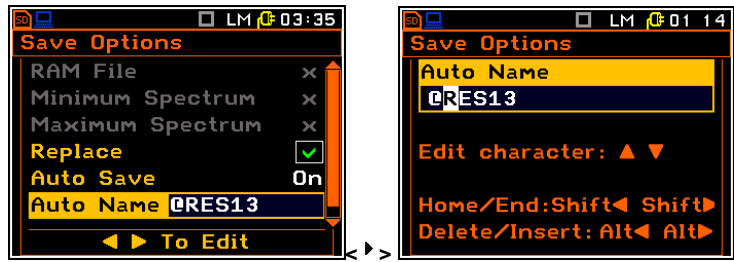 SD LM 03:35
Save Options
RAM File ×
Minimum Spectrum ×
Maximum Spectrum ×
Replace ✓
Auto Save On
Auto Name @RES13
◀ ▶ To Edit
< ▶ >
SD LM 01 14
Save Options
Auto Name
@RES13
Edit character: ▲ ▼
Home/End:Shift◀ Shift▶
Delete/Insert: Alt◀ Alt▶